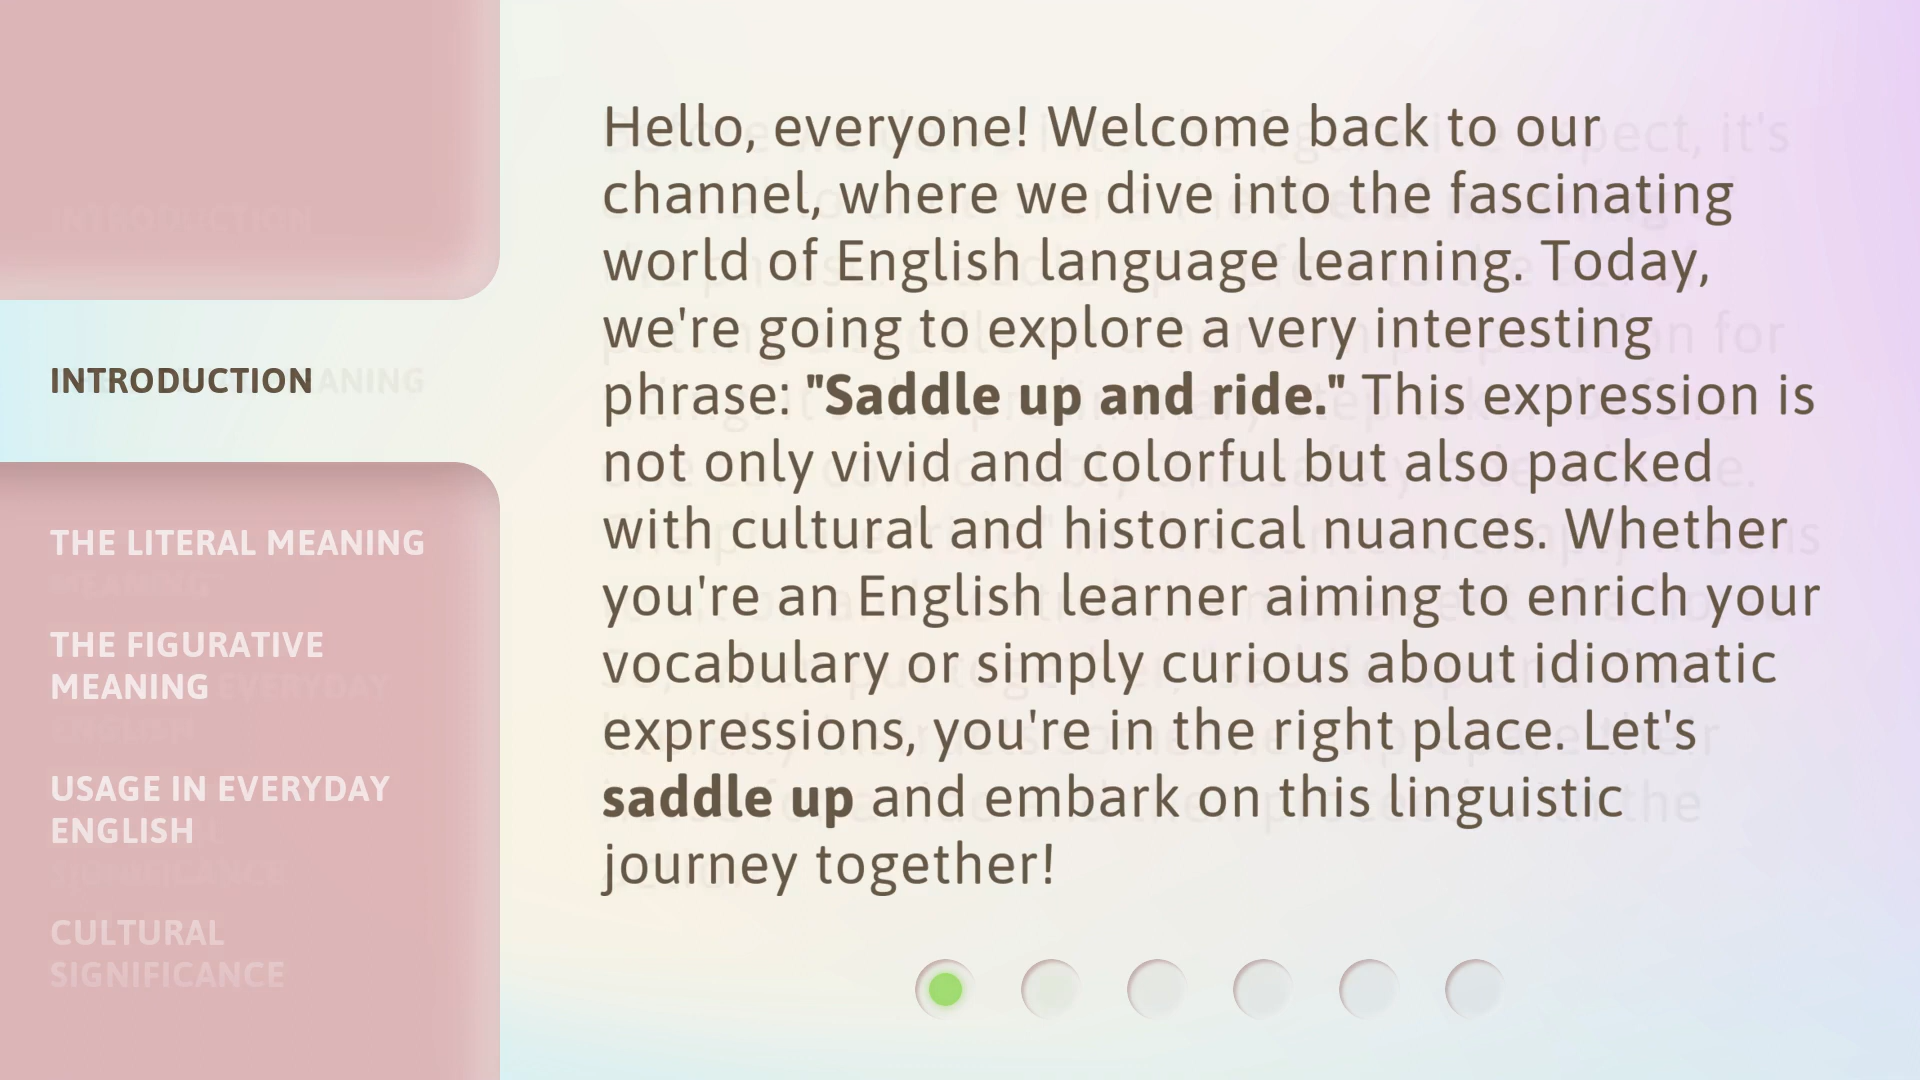 INTRODUCTION
THE LITERAL MEANING
THE FIGURATIVE
MEANING
USAGE IN EVERYDAY
ENGLISH
CULTURAL
SIGNIFICANCE
Hello, everyone! Welcome back to our
channel, where we dive into the fascinating
world of English language learning. Today,
we're going to explore a very interesting
phrase: "Saddle up and ride." This expression is
not only vivid and colorful but also packed
with cultural and historical nuances. Whether
you're an English learner aiming to enrich your
vocabulary or simply curious about idiomatic
expressions, you're in the right place. Let's
saddle up and embark on this linguistic
journey together!